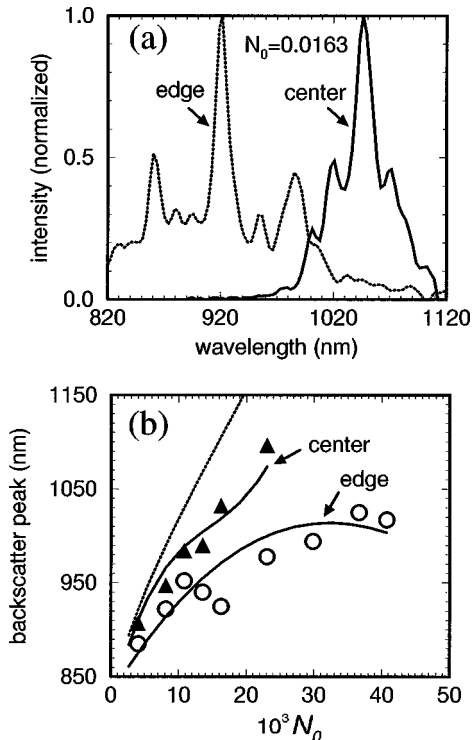 (a)
N₀=0.0163
edge
center
intensity (normalized)
1.0
0.5
0.0
820 920 1020 1120
wavelength (nm)
(b)
center
edge
backscatter peak (nm)
1150
1050
950
850
0 10 20 30 40 50
10³N₀